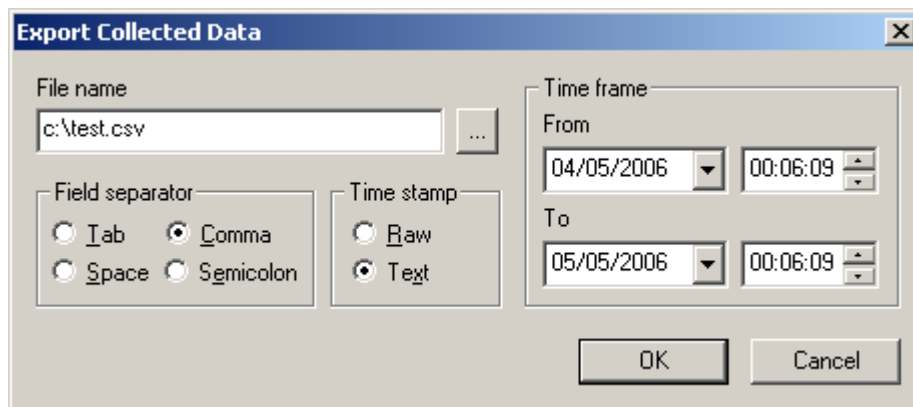 Export Collected Data
File name
c:\test.csv
...
Field separator
Tab Comma
Space Semicolon
Time stamp
Raw
Text
Time frame
From
04/05/2006 00:06:09
To
05/05/2006 00:06:09
OK Cancel